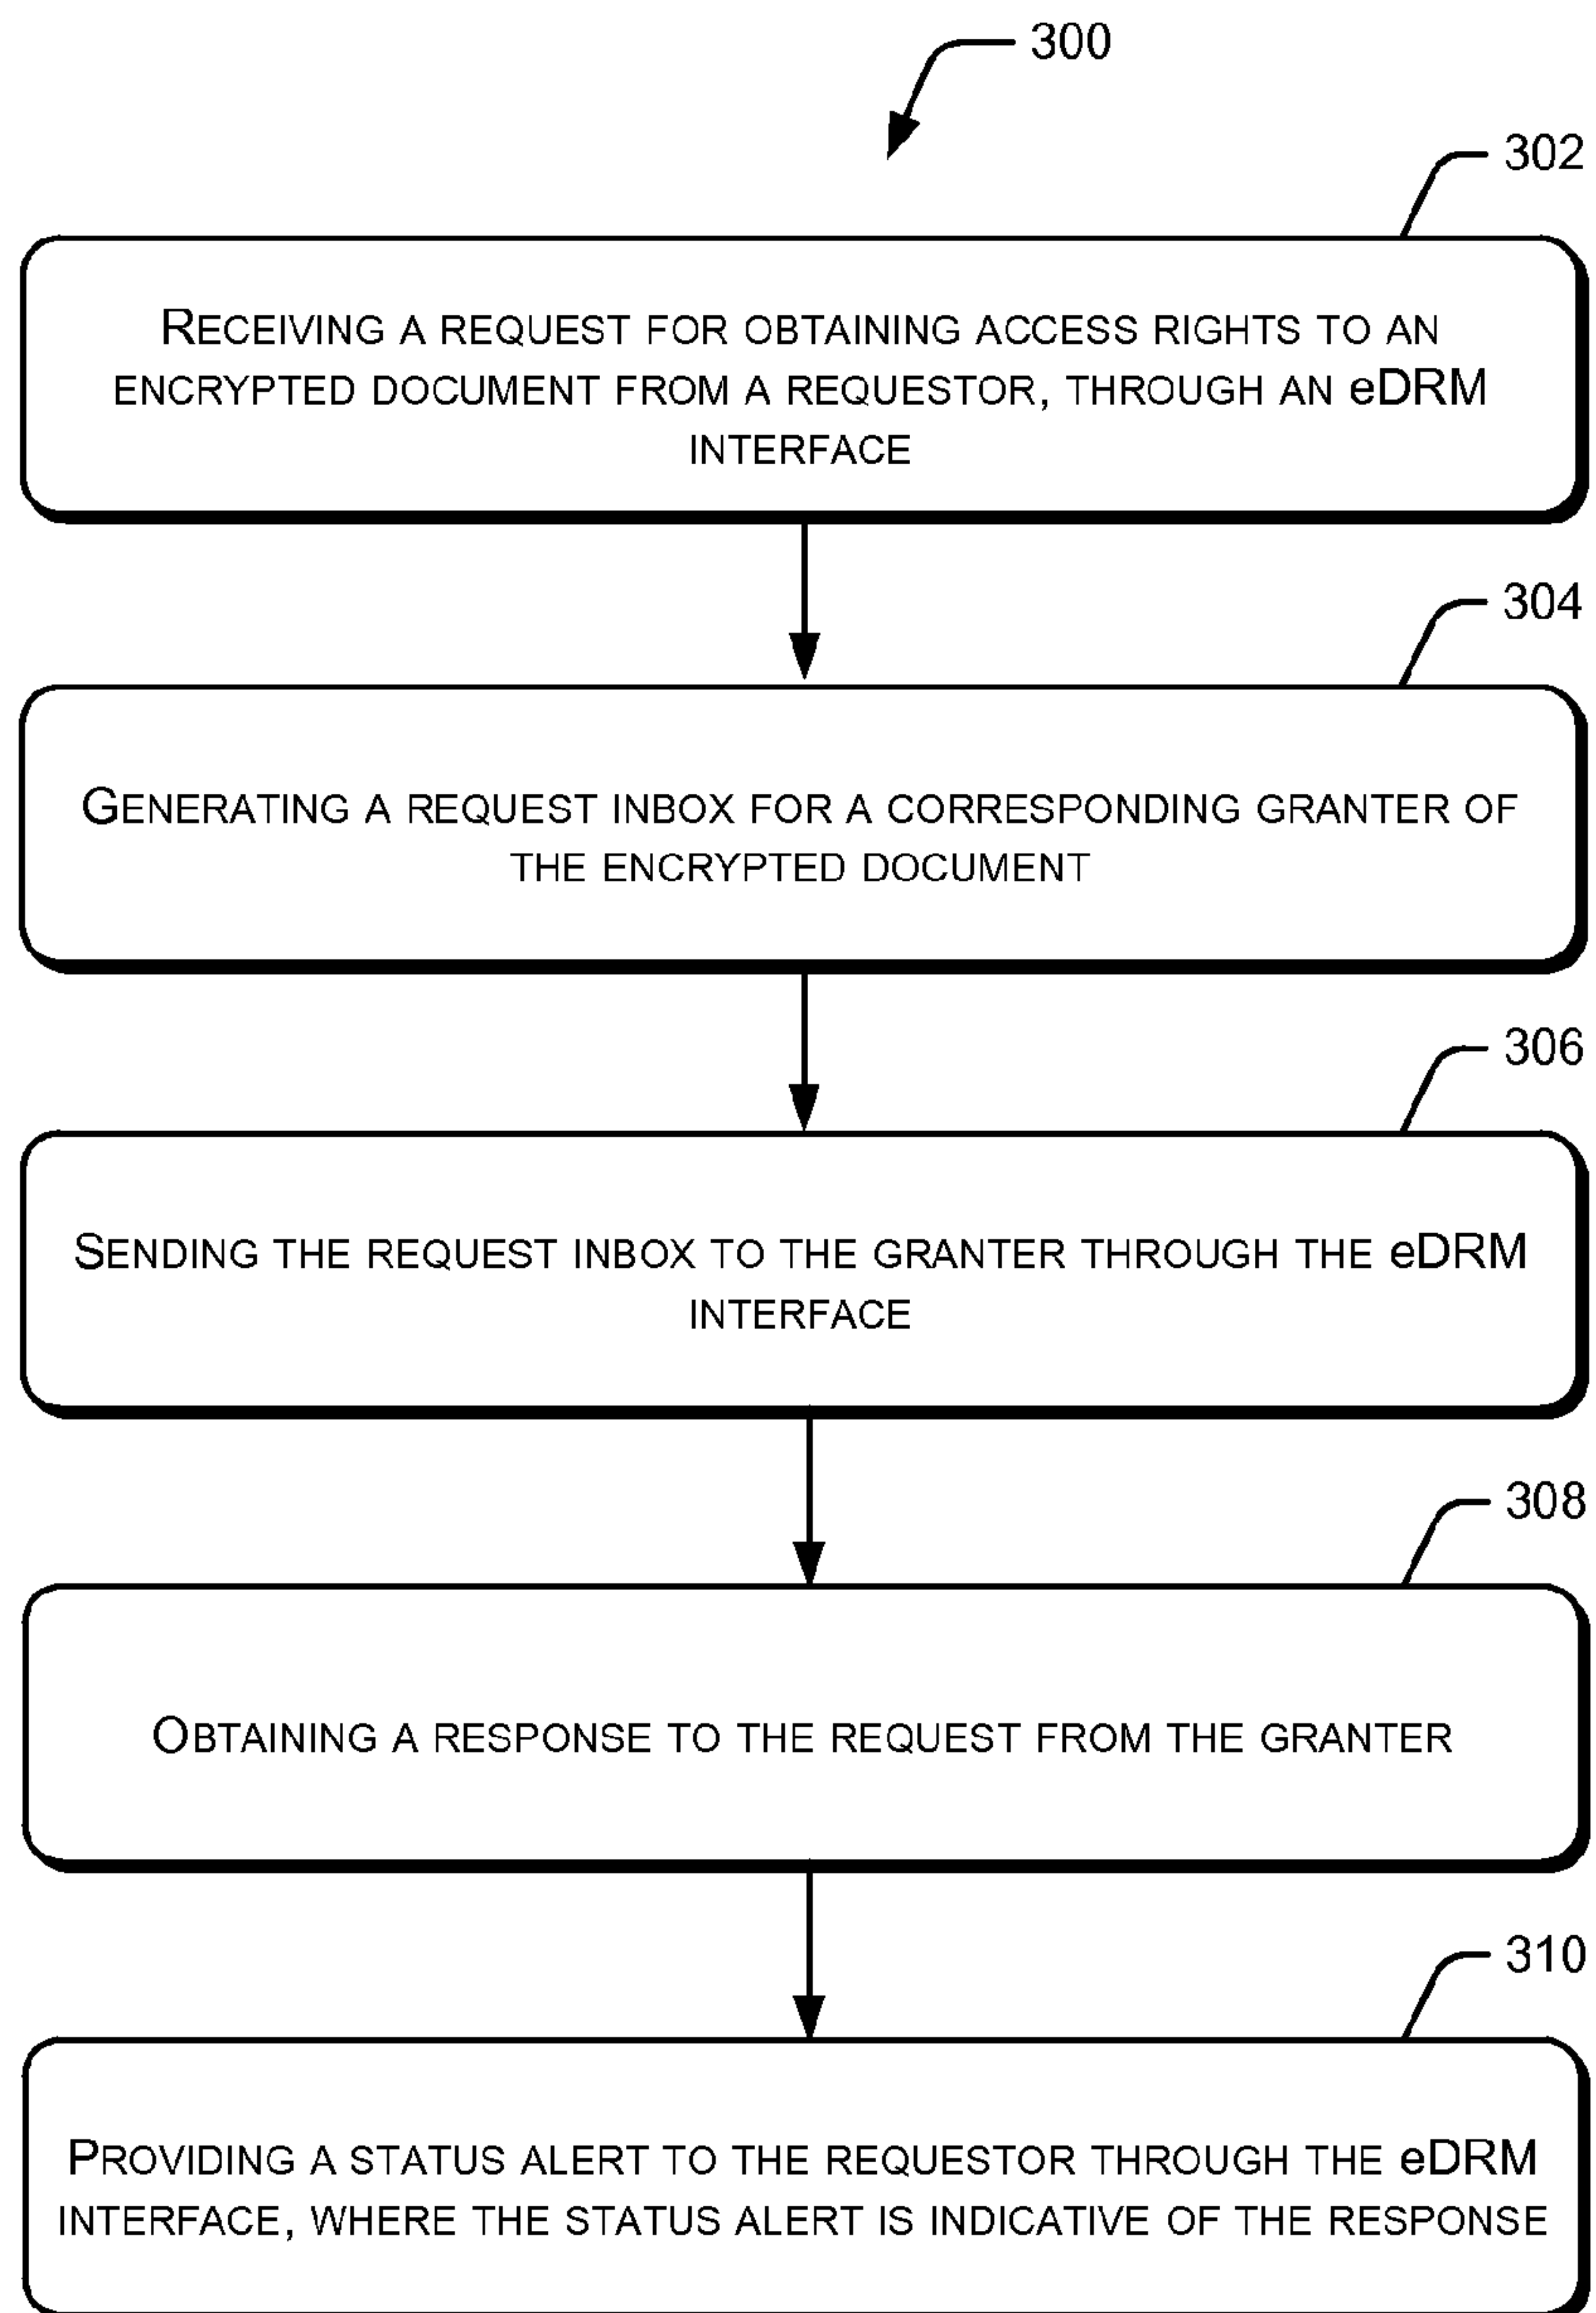 300
302
RECEIVING A REQUEST FOR OBTAINING ACCESS RIGHTS TO AN
ENCRYPTED DOCUMENT FROM A REQUESTOR, THROUGH AN eDRM
INTERFACE
304
GENERATING A REQUEST INBOX FOR A CORRESPONDING GRANTER OF
THE ENCRYPTED DOCUMENT
306
SENDING THE REQUEST INBOX TO THE GRANTER THROUGH THE eDRM
INTERFACE
308
OBTAINING A RESPONSE TO THE REQUEST FROM THE GRANTER
310
PROVIDING A STATUS ALERT TO THE REQUESTOR THROUGH THE eDRM
INTERFACE, WHERE THE STATUS ALERT IS INDICATIVE OF THE RESPONSE